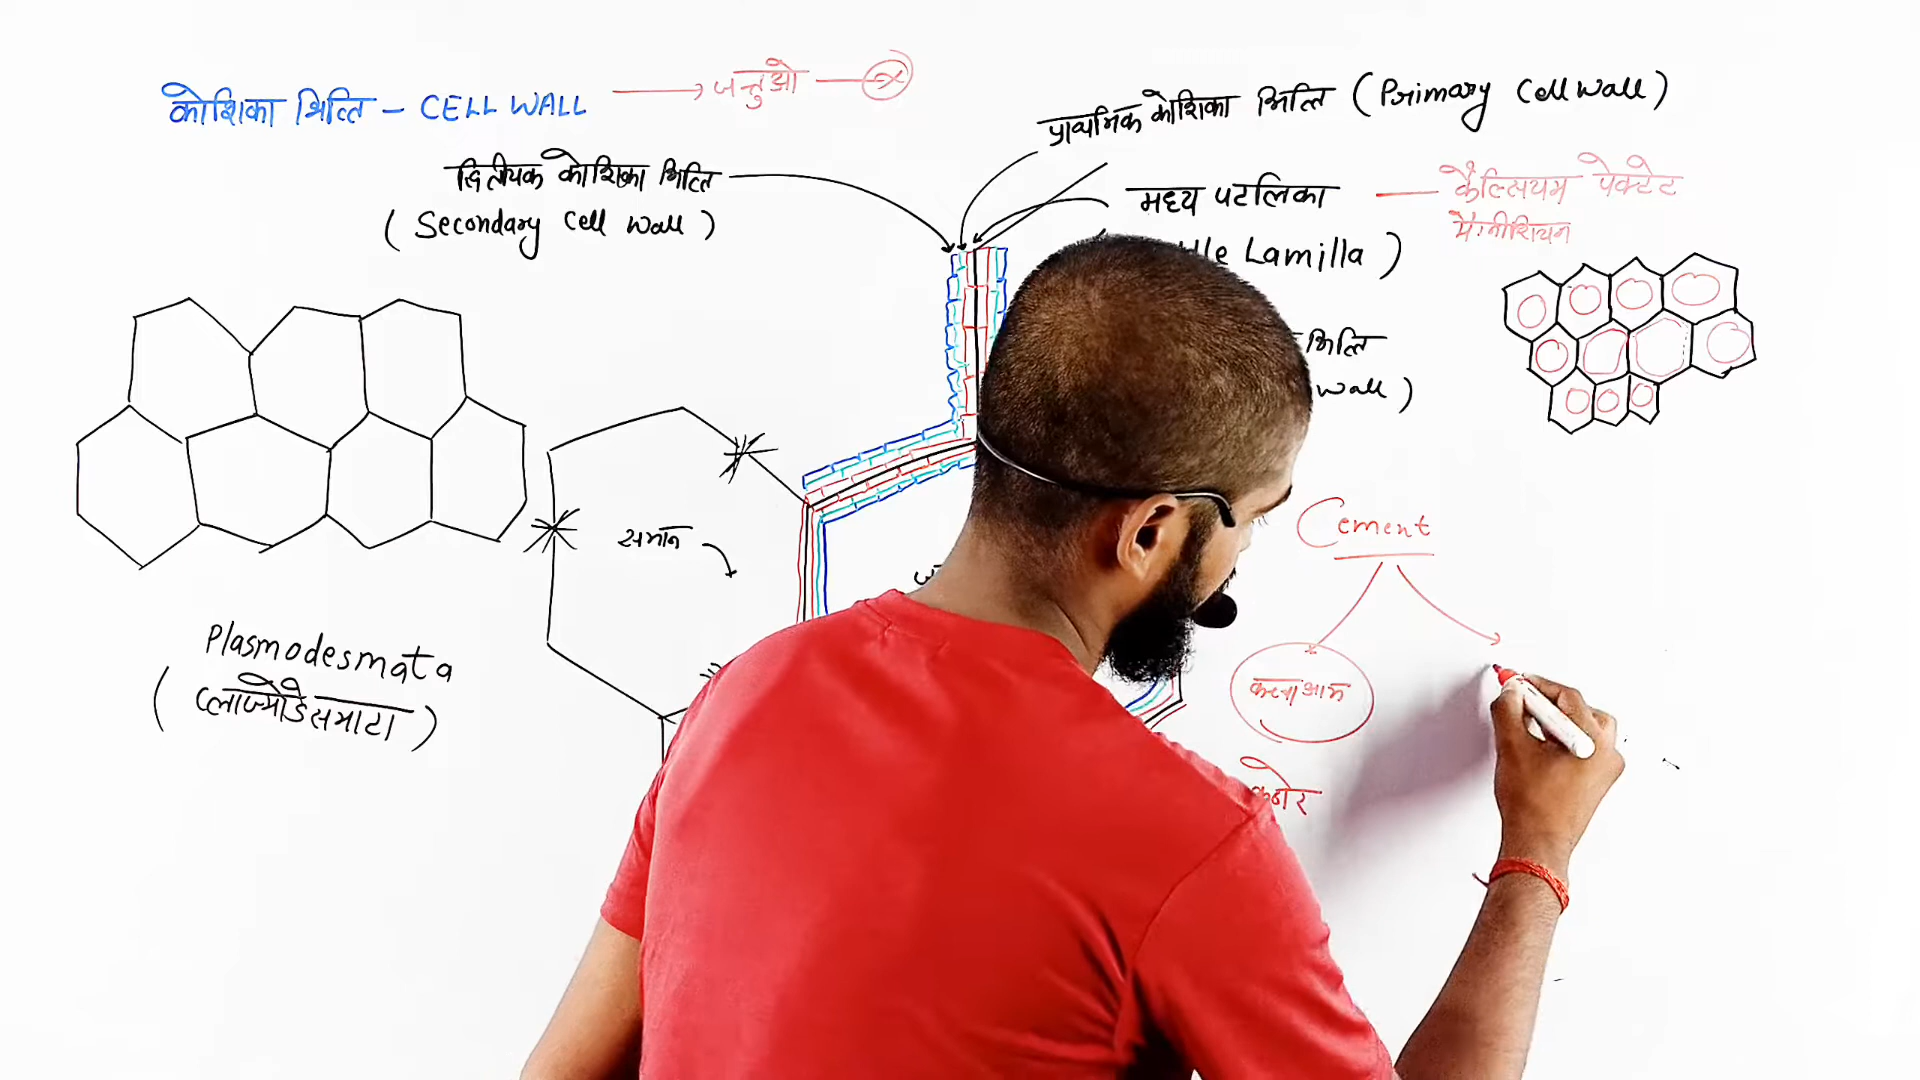 कोशिका भित्ति - CELL WALL
जन्तुओ
प्राथमिक कोशिका भित्ति (Primary Cell Wall)
द्वितीयक कोशिका भित्ति
(Secondary Cell Wall)
मध्य पटलिका
कैल्सियम पेक्टेट
मैग्नीशियम
Lamilla)
भित्ति
wall)
समान
Cement
Plasmodesmata
(प्लाज्मोडेसमाटा)
कठोर